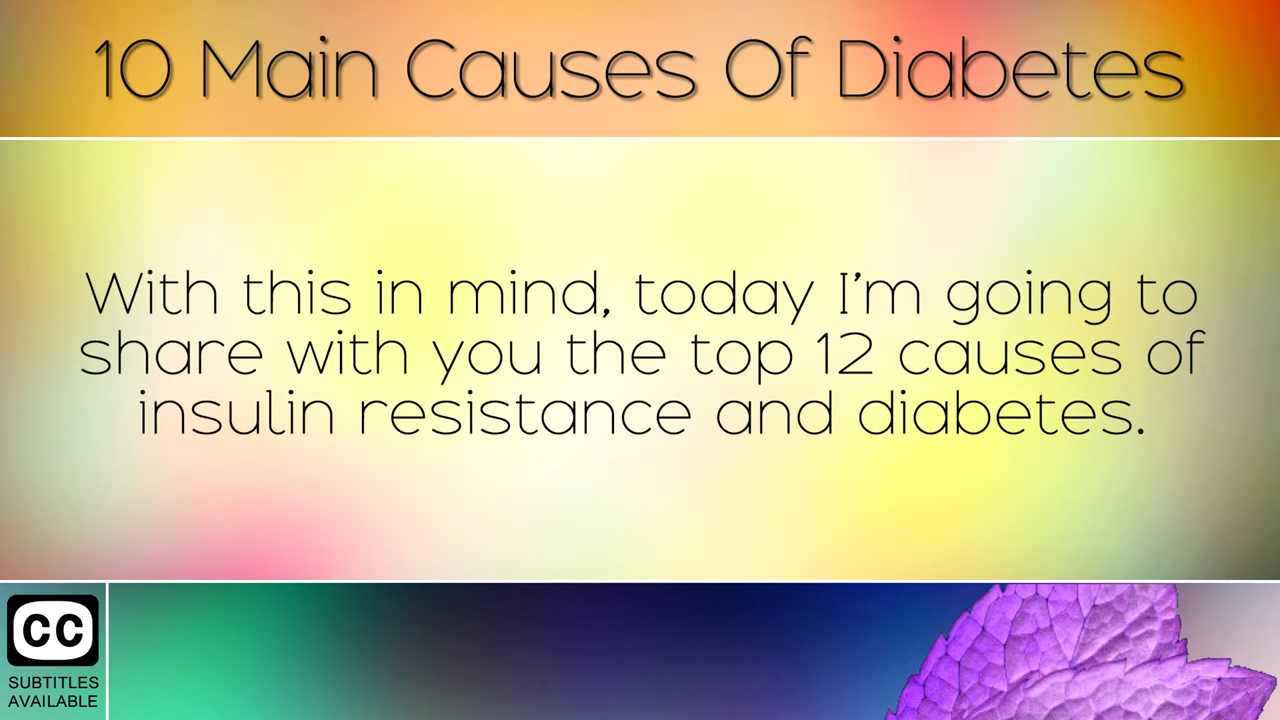 10 Main Causes Of Diabetes
With this in mind, today I'm going to
share with you the top 12 causes of
insulin resistance and diabetes.
CC
SUBTITLES
AVAILABLE